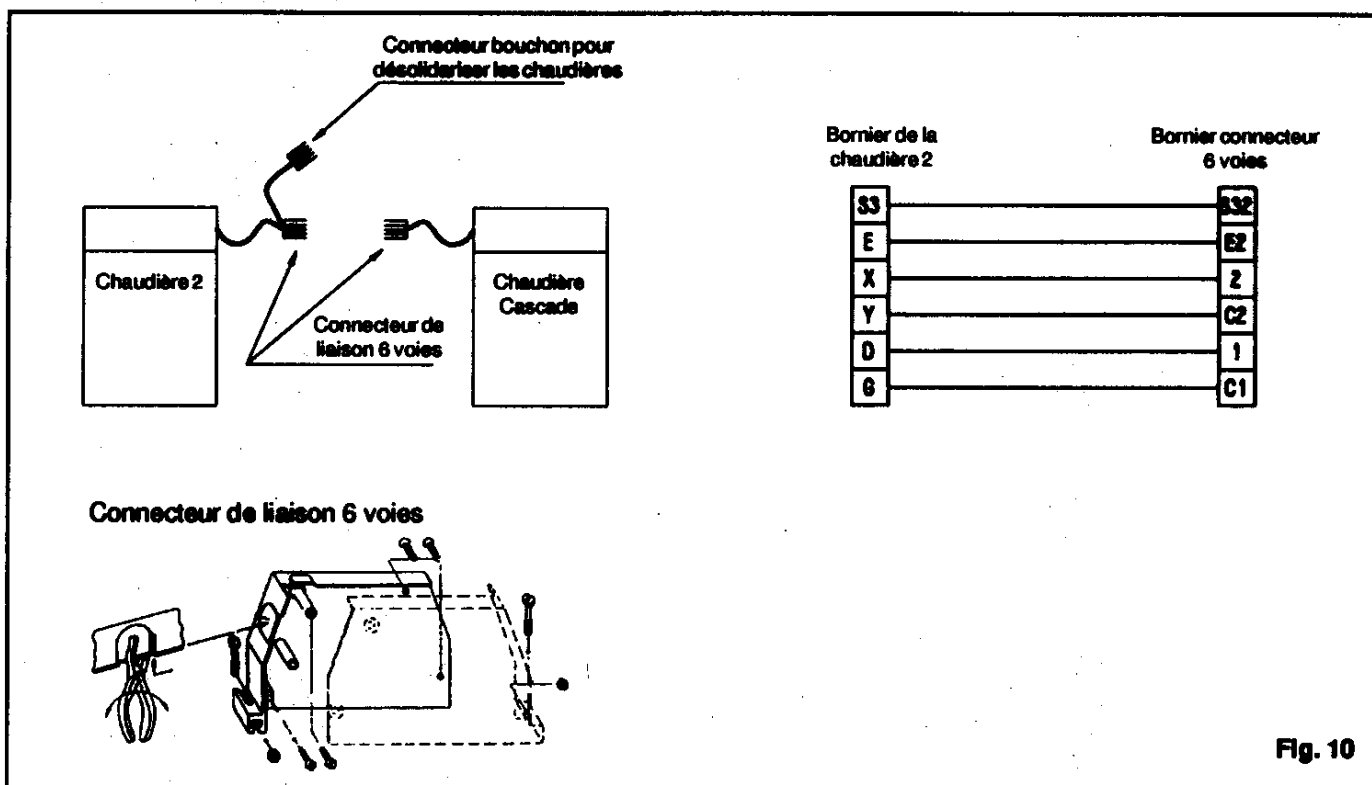 Connecteur bouchon pour
désolidariser les chaudières
Chaudière 2
Chaudière
Cascade
Connecteur de
liaison 6 voies
Bornier de la
chaudière 2
Bornier connecteur
6 voies
S3
S32
E
E2
X
2
Y
C2
D
1
G
C1
Connecteur de liaison 6 voies
Fig. 10